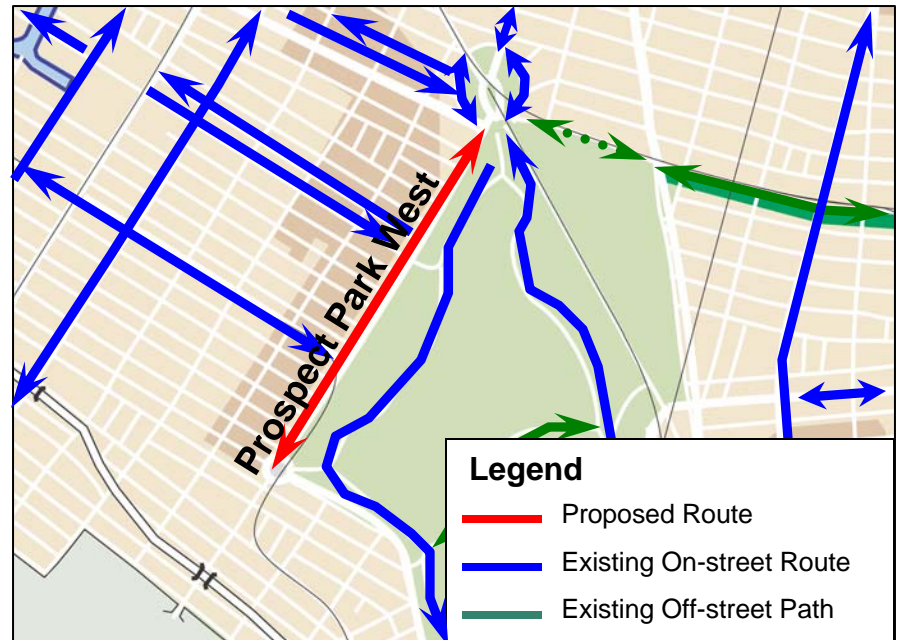 Prospect Park West
Legend
Proposed Route
Existing On-street Route
Existing Off-street Path